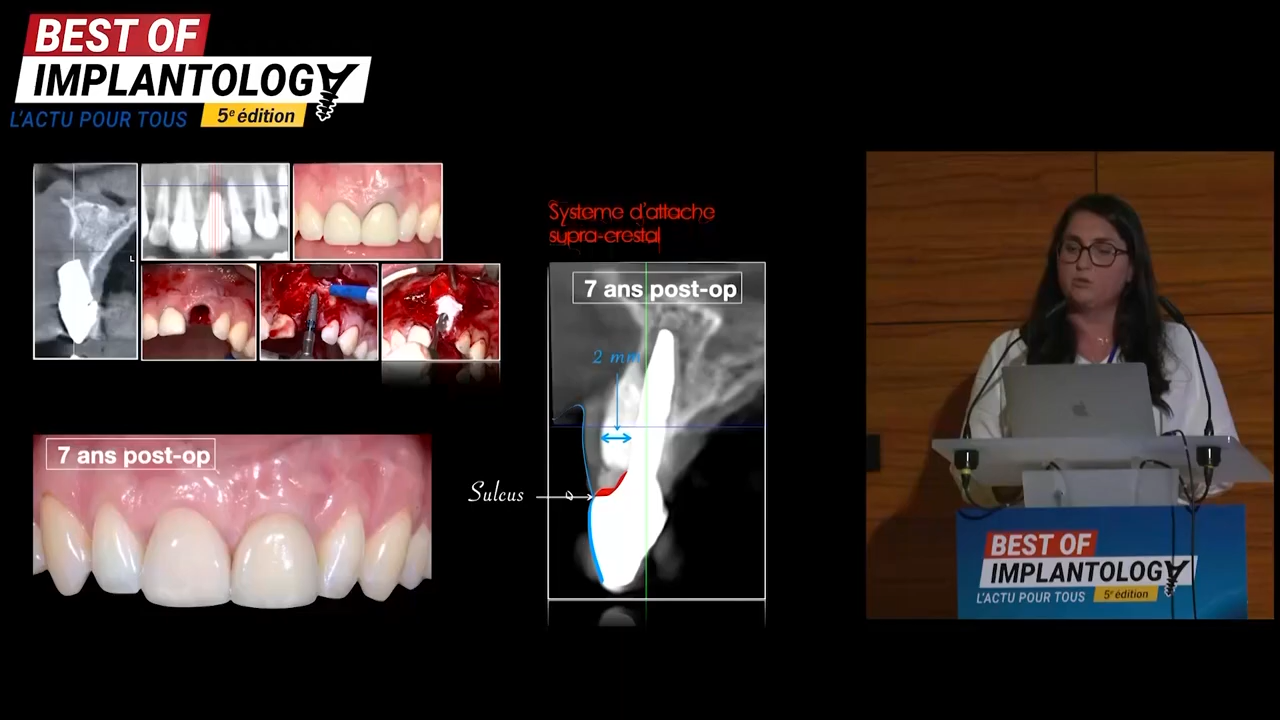 BEST OF
IMPLANTOLOGY
L'ACTU POUR TOUS
5e édition
L
7 ans post-op
Systeme d'attache
supra-crestal
7 ans post-op
2 mm
Sulcus
BEST OF
IMPLANTOLOGY
L'ACTU POUR TOUS
5e édition